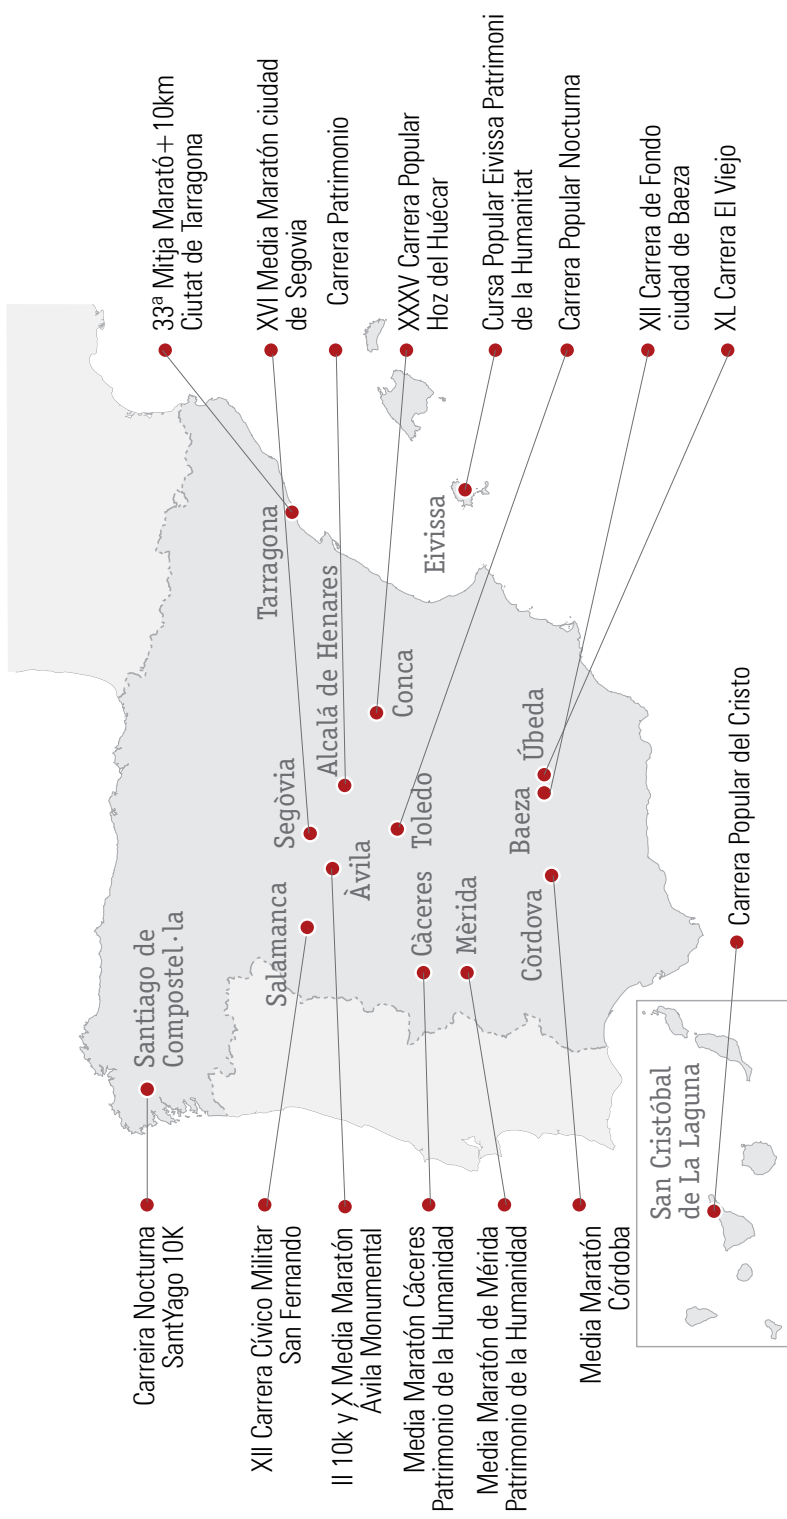 Carreira Nocturna
SantYago 10K
XII Carrera Cívico Militar
San Fernando
II 10k y X Media Maratón
Ávila Monumental
Media Maratón Cáceres
Patrimonio de la Humanidad
Media Maratón de Mérida
Patrimonio de la Humanidad
Media Maratón
Córdoba
Santiago de
Compostel·la
Salamanca
Àvila
Segòvia
Alcalá de Henares
Tarragona
Conca
Toledo
Càceres
Mèrida
Còrdova
Baeza
Úbeda
Eivissa
San Cristóbal
de La Laguna
33ª Mitja Marató+10km
Ciutat de Tarragona
XVI Media Maratón ciudad
de Segovia
Carrera Patrimonio
XXXV Carrera Popular
Hoz del Huécar
Cursa Popular Eivissa Patrimoni
de la Humanitat
Carrera Popular Nocturna
XII Carrera de Fondo
ciudad de Baeza
XL Carrera El Viejo
Carrera Popular del Cristo